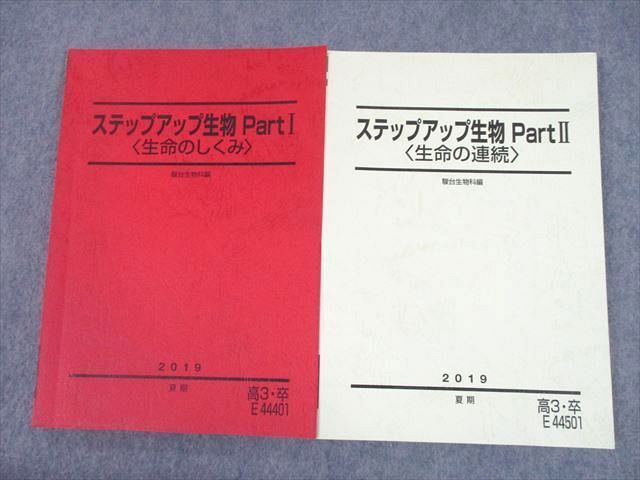 ステップアップ生物 PartⅠ
〈生命のしくみ〉
駿台生物科編
2019
夏期
高3・卒
E 44401
ステップアップ生物 PartⅡ
〈生命の連続〉
駿台生物科編
2019
夏期
高3・卒
E 44501